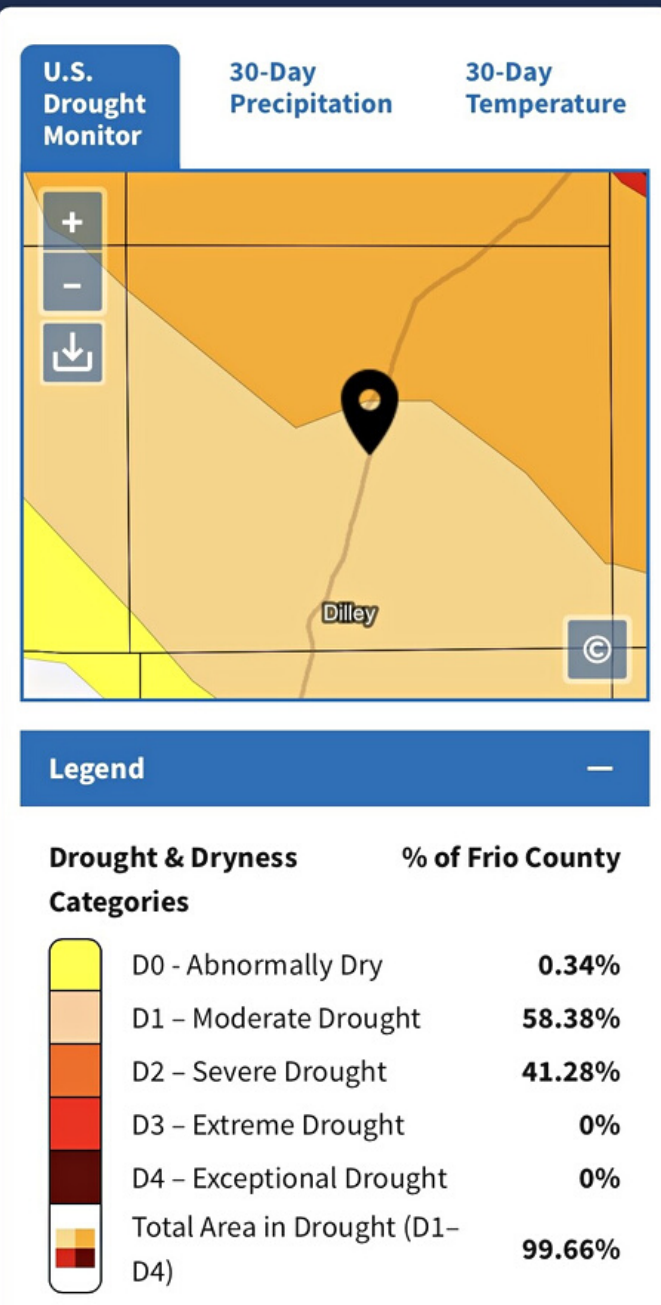 U.S.
Drought
Monitor
30-Day
Precipitation
30-Day
Temperature
+
−
Dilley
©
Legend
−
Drought & Dryness
Categories
% of Frio County
D0 - Abnormally Dry 0.34%
D1 – Moderate Drought 58.38%
D2 – Severe Drought 41.28%
D3 – Extreme Drought 0%
D4 – Exceptional Drought 0%
Total Area in Drought (D1–
D4) 99.66%